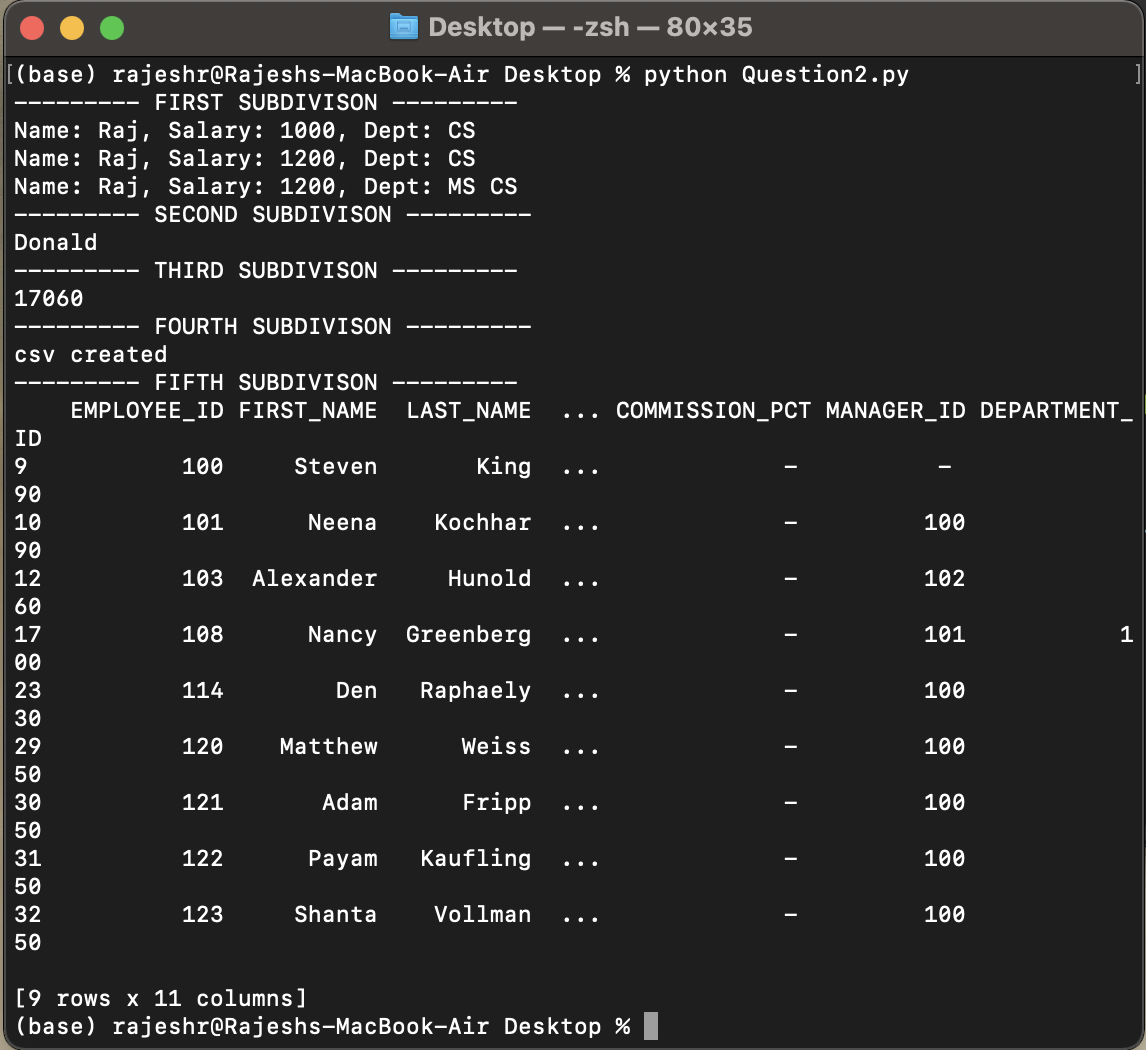 Desktop — -zsh — 80×35
(base) rajeshr@Rajeshs-MacBook-Air Desktop % python Question2.py
--------- FIRST SUBDIVISON ---------
Name: Raj, Salary: 1000, Dept: CS
Name: Raj, Salary: 1200, Dept: CS
Name: Raj, Salary: 1200, Dept: MS CS
--------- SECOND SUBDIVISON ---------
Donald
--------- THIRD SUBDIVISON ---------
17060
--------- FOURTH SUBDIVISON ---------
csv created
--------- FIFTH SUBDIVISON ---------
    EMPLOYEE_ID FIRST_NAME  LAST_NAME  ... COMMISSION_PCT MANAGER_ID DEPARTMENT_
ID
9           100     Steven       King  ...             -          -
90
10          101      Neena    Kochhar  ...             -        100
90
12          103  Alexander     Hunold  ...             -        102
60
17          108      Nancy  Greenberg  ...             -        101           1
00
23          114        Den   Raphaely  ...             -        100
30
29          120    Matthew      Weiss  ...             -        100
50
30          121       Adam      Fripp  ...             -        100
50
31          122      Payam   Kaufling  ...             -        100
50
32          123     Shanta    Vollman  ...             -        100
50
[9 rows x 11 columns]
(base) rajeshr@Rajeshs-MacBook-Air Desktop %